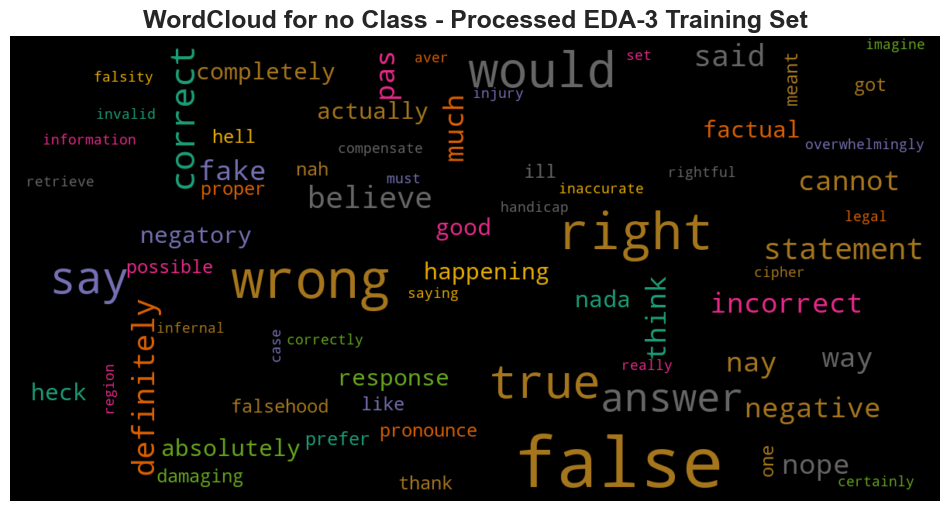 WordCloud for no Class - Processed EDA-3 Training Set
imagine
falsity
completely
correct
pas
aver
would
set
said
meant
got
invalid
actually
injury
much
factual
information
hell
compensate
overwhelmingly
retrieve
fake
proper
nah
must
believe
ill
inaccurate
rightful
cannot
handicap
legal
negatory
good
right
statement
say
possible
wrong
happening
saying
cipher
nada
think
incorrect
definitely
infernal
case
correctly
heck
region
response
really
nay
way
falsehood
like
true
answer
negative
absolutely
prefer
pronounce
damaging
thank
false
one
nope
certainly